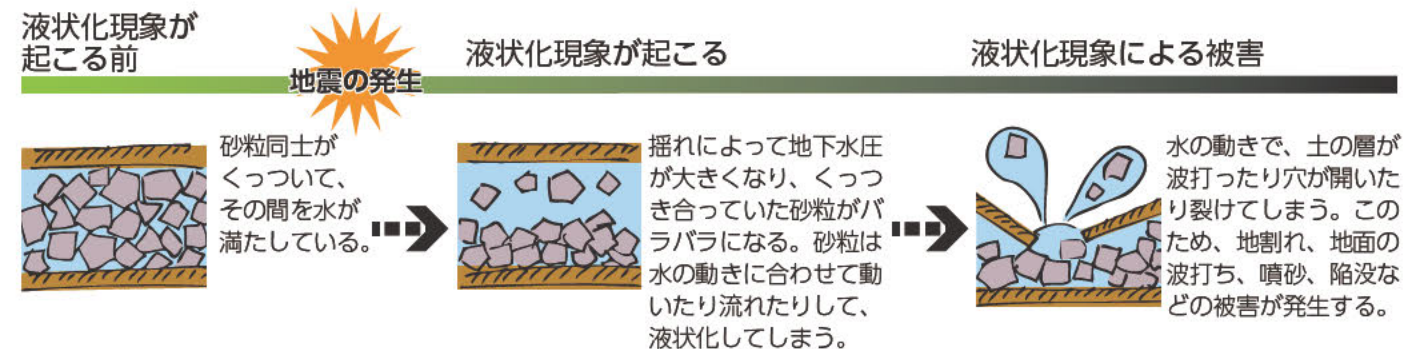 液状化現象が
起こる前
地震の発生
液状化現象が起こる
液状化現象による被害
砂粒同士が
くっついて、
その間を水が
満たしている。
揺れによって地下水圧
が大きくなり、くっつ
き合っていた砂粒がバ
ラバラになる。砂粒は
水の動きに合わせて動
いたり流れたりして、
液状化してしまう。
水の動きで、土の層が
波打ったり穴が開いた
り裂けてしまう。この
ため、地割れ、地面の
波打ち、噴砂、陥没な
どの被害が発生する。